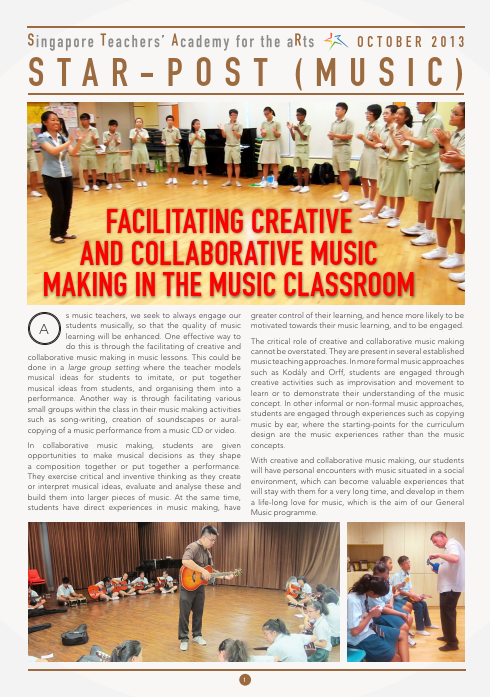 Singapore Teachers' Academy for the aRts OCTOBER 2013
STAR-POST (MUSIC)
FACILITATING CREATIVE
AND COLLABORATIVE MUSIC
MAKING IN THE MUSIC CLASSROOM
As music teachers, we seek to always engage our
students musically, so that the quality of music
learning will be enhanced. One effective way to
do this is through the facilitating of creative and
collaborative music making in music lessons. This could be
done in a large group setting where the teacher models
musical ideas for students to imitate, or put together
musical ideas from students, and organising them into a
performance. Another way is through facilitating various
small groups within the class in their music making activities
such as song-writing, creation of soundscapes or aural-
copying of a music performance from a music CD or video.
In collaborative music making, students are given
opportunities to make musical decisions as they shape
a composition together or put together a performance.
They exercise critical and inventive thinking as they create
or interpret musical ideas, evaluate and analyse these and
build them into larger pieces of music. At the same time,
students have direct experiences in music making, have
greater control of their learning, and hence more likely to be
motivated towards their music learning, and to be engaged.
The critical role of creative and collaborative music making
cannot be overstated. They are present in several established
music teaching approaches. In more formal music approaches
such as Kodály and Orff, students are engaged through
creative activities such as improvisation and movement to
learn or to demonstrate their understanding of the music
concept. In other informal or non-formal music approaches,
students are engaged through experiences such as copying
music by ear, where the starting-points for the curriculum
design are the music experiences rather than the music
concepts.
With creative and collaborative music making, our students
will have personal encounters with music situated in a social
environment, which can become valuable experiences that
will stay with them for a very long time, and develop in them
a life-long love for music, which is the aim of our General
Music programme.
1